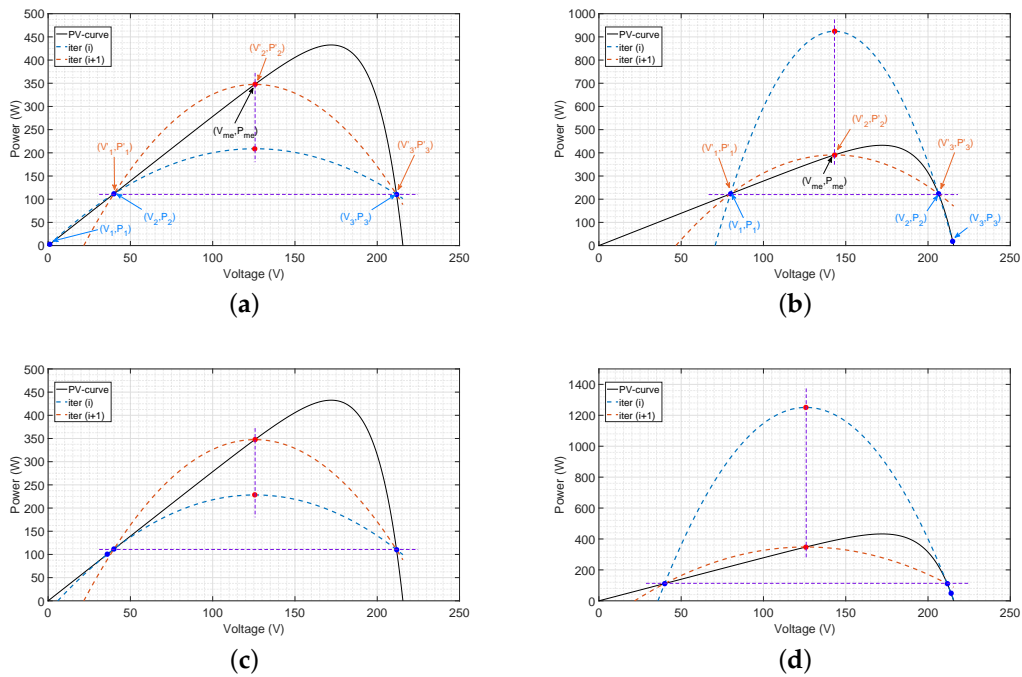 500
450
400
350
300
250
200
150
100
50
0
Power (W)
0
50
100
150
200
250
Voltage (V)
PV-curve
iter (i)
iter (i+1)
(V'₂,P'₂)
(Vₘₑ,Pₘₑ)
(V'₁,P'₁)
(V'₃,P'₃)
(V₂,P₂)
(V₃,P₃)
(V₁,P₁)
(a)
1000
900
800
700
600
500
400
300
200
100
0
Power (W)
0
50
100
150
200
250
Voltage (V)
PV-curve
iter (i)
iter (i+1)
(V'₁,P'₁)
(V'₂,P'₂)
(V'₃,P'₃)
(Vₘₑ,Pₘₑ)
(V₁,P₁)
(V₂,P₂)
(V₃,P₃)
(b)
500
450
400
350
300
250
200
150
100
50
0
Power (W)
0
50
100
150
200
250
Voltage (V)
PV-curve
iter (i)
iter (i+1)
(c)
1400
1200
1000
800
600
400
200
0
Power (W)
0
50
100
150
200
250
Voltage (V)
PV-curve
iter (i)
iter (i+1)
(d)